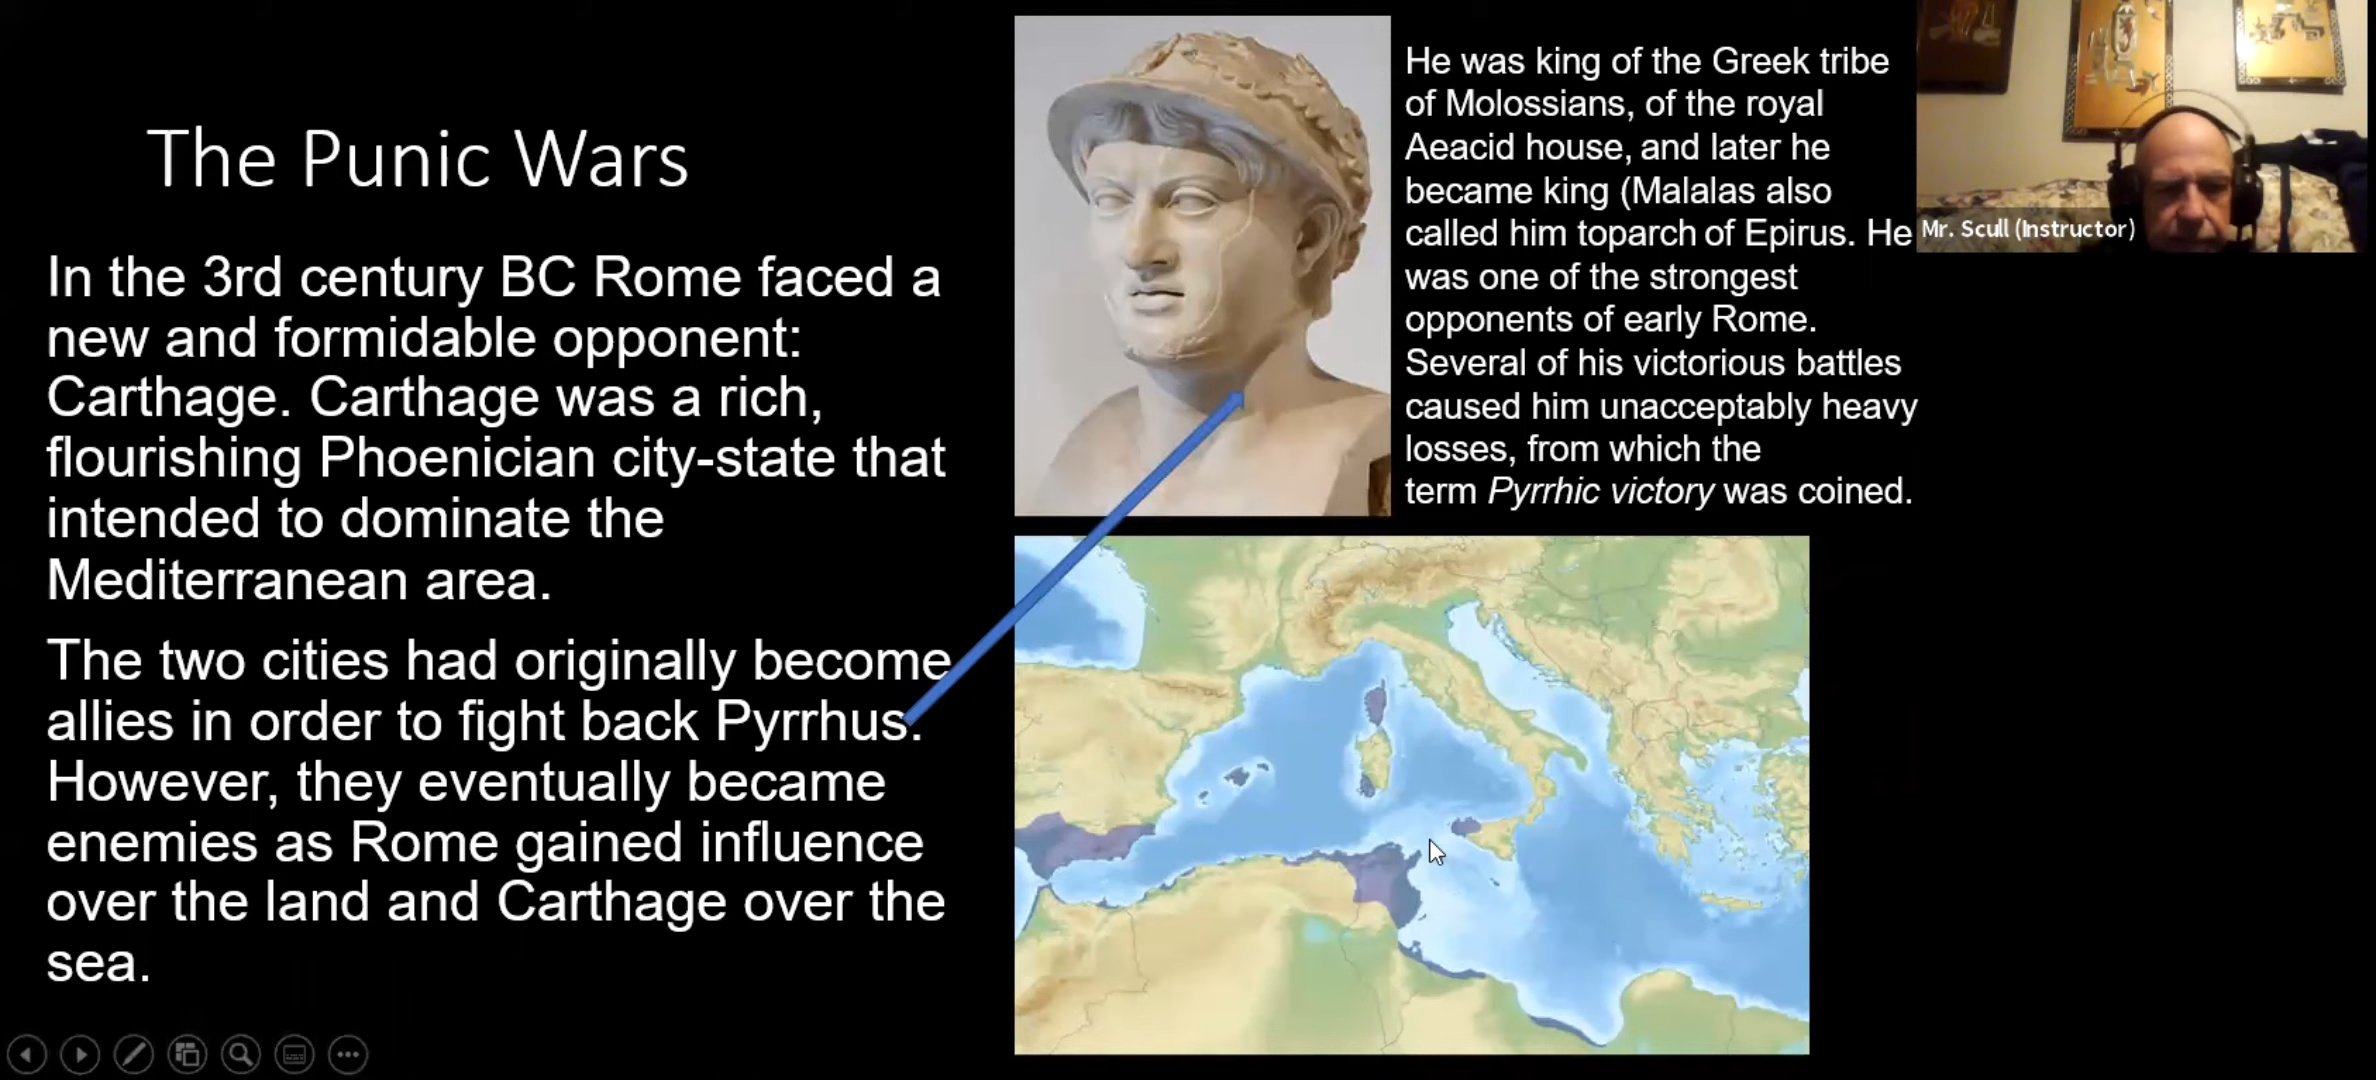 The Punic Wars
In the 3rd century BC Rome faced a
new and formidable opponent:
Carthage. Carthage was a rich,
flourishing Phoenician city-state that
intended to dominate the
Mediterranean area.
The two cities had originally become
allies in order to fight back Pyrrhus.
However, they eventually became
enemies as Rome gained influence
over the land and Carthage over the
sea.
He was king of the Greek tribe
of Molossians, of the royal
Aeacid house, and later he
became king (Malalas also
called him toparch of Epirus. He
was one of the strongest
opponents of early Rome.
Several of his victorious battles
caused him unacceptably heavy
losses, from which the
term Pyrrhic victory was coined.
Mr. Scull (Instructor)